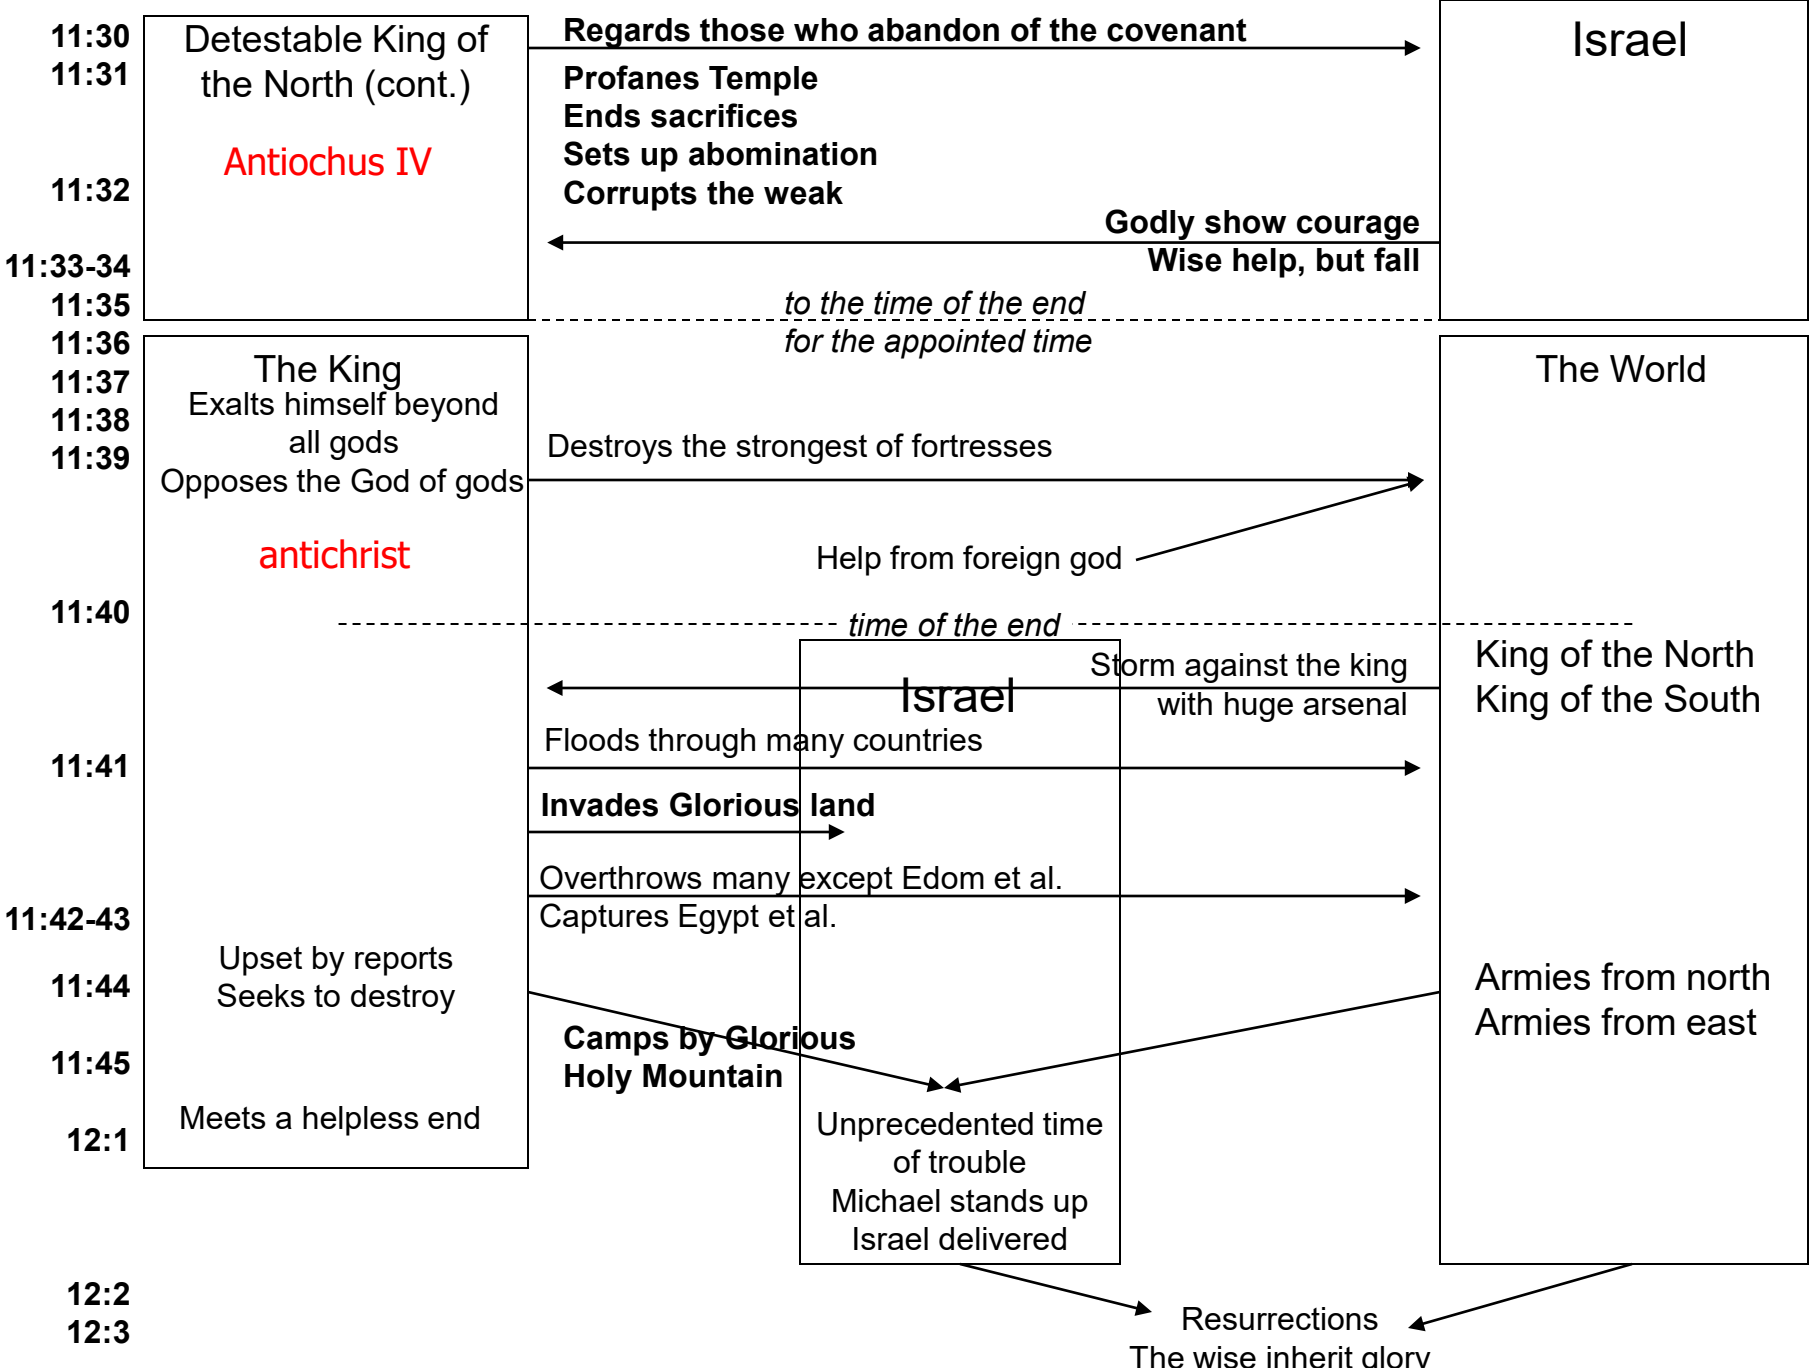 11:30
Detestable King of
Regards those who abandon of the covenant
Israel
11:31
the North (cont.)
Profanes Temple
Ends sacrifices
Antiochus IV
Sets up abomination
11:32
Corrupts the weak
Godly show courage
11:33-34
Wise help, but fall
11:35
to the time of the end
11:36
for the appointed time
The King
The World
11:37
Exalts himself beyond
11:38
all gods
11:39
Destroys the strongest of fortresses
Opposes the God of gods
antichrist
Help from foreign god
11:40
time of the end
King of the North
Storm against the king
Israel
King of the South
with huge arsenal
Floods through many countries
11:41
Invades Glorious land
Overthrows many except Edom et al.
11:42-43
Captures Egypt et al.
Upset by reports
Armies from north
11:44
Seeks to destroy
Armies from east
Camps by Glorious
11:45
Holy Mountain
Meets a helpless end
Unprecedented time
12:1
of trouble
Michael stands up
Israel delivered
12:2
Resurrections
12:3
The wise inherit glory